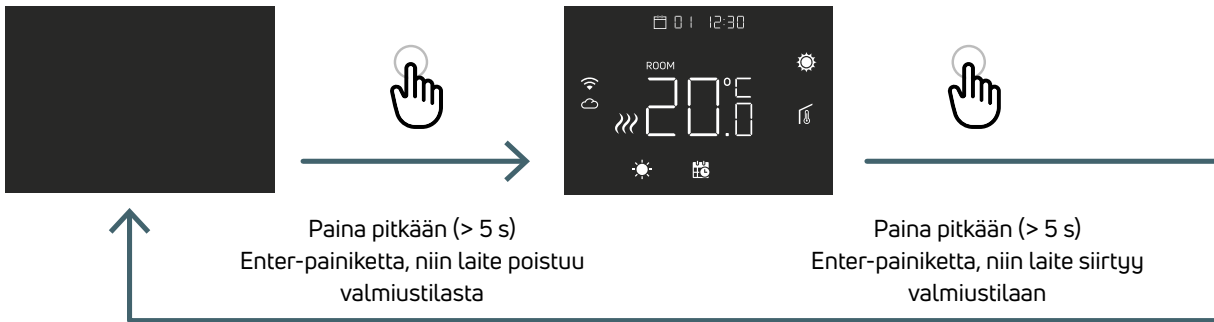 01 12:30
ROOM
20.0°C
Paina pitkään (> 5 s)
Enter-painiketta, niin laite poistuu
valmiustilasta
Paina pitkään (> 5 s)
Enter-painiketta, niin laite siirtyy
valmiustilaan